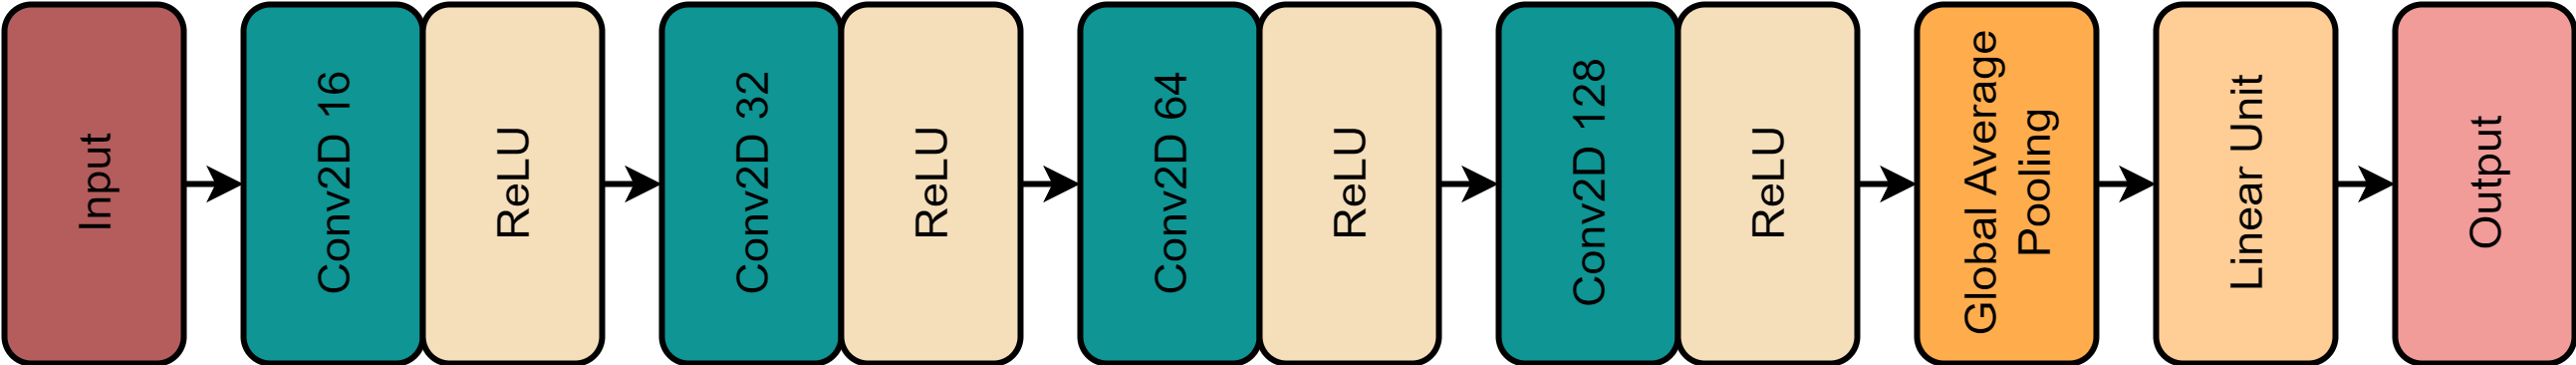 Input
Conv2D 16
ReLU
Conv2D 32
ReLU
Conv2D 64
ReLU
Conv2D 128
ReLU
Global Average
Pooling
Linear Unit
Output